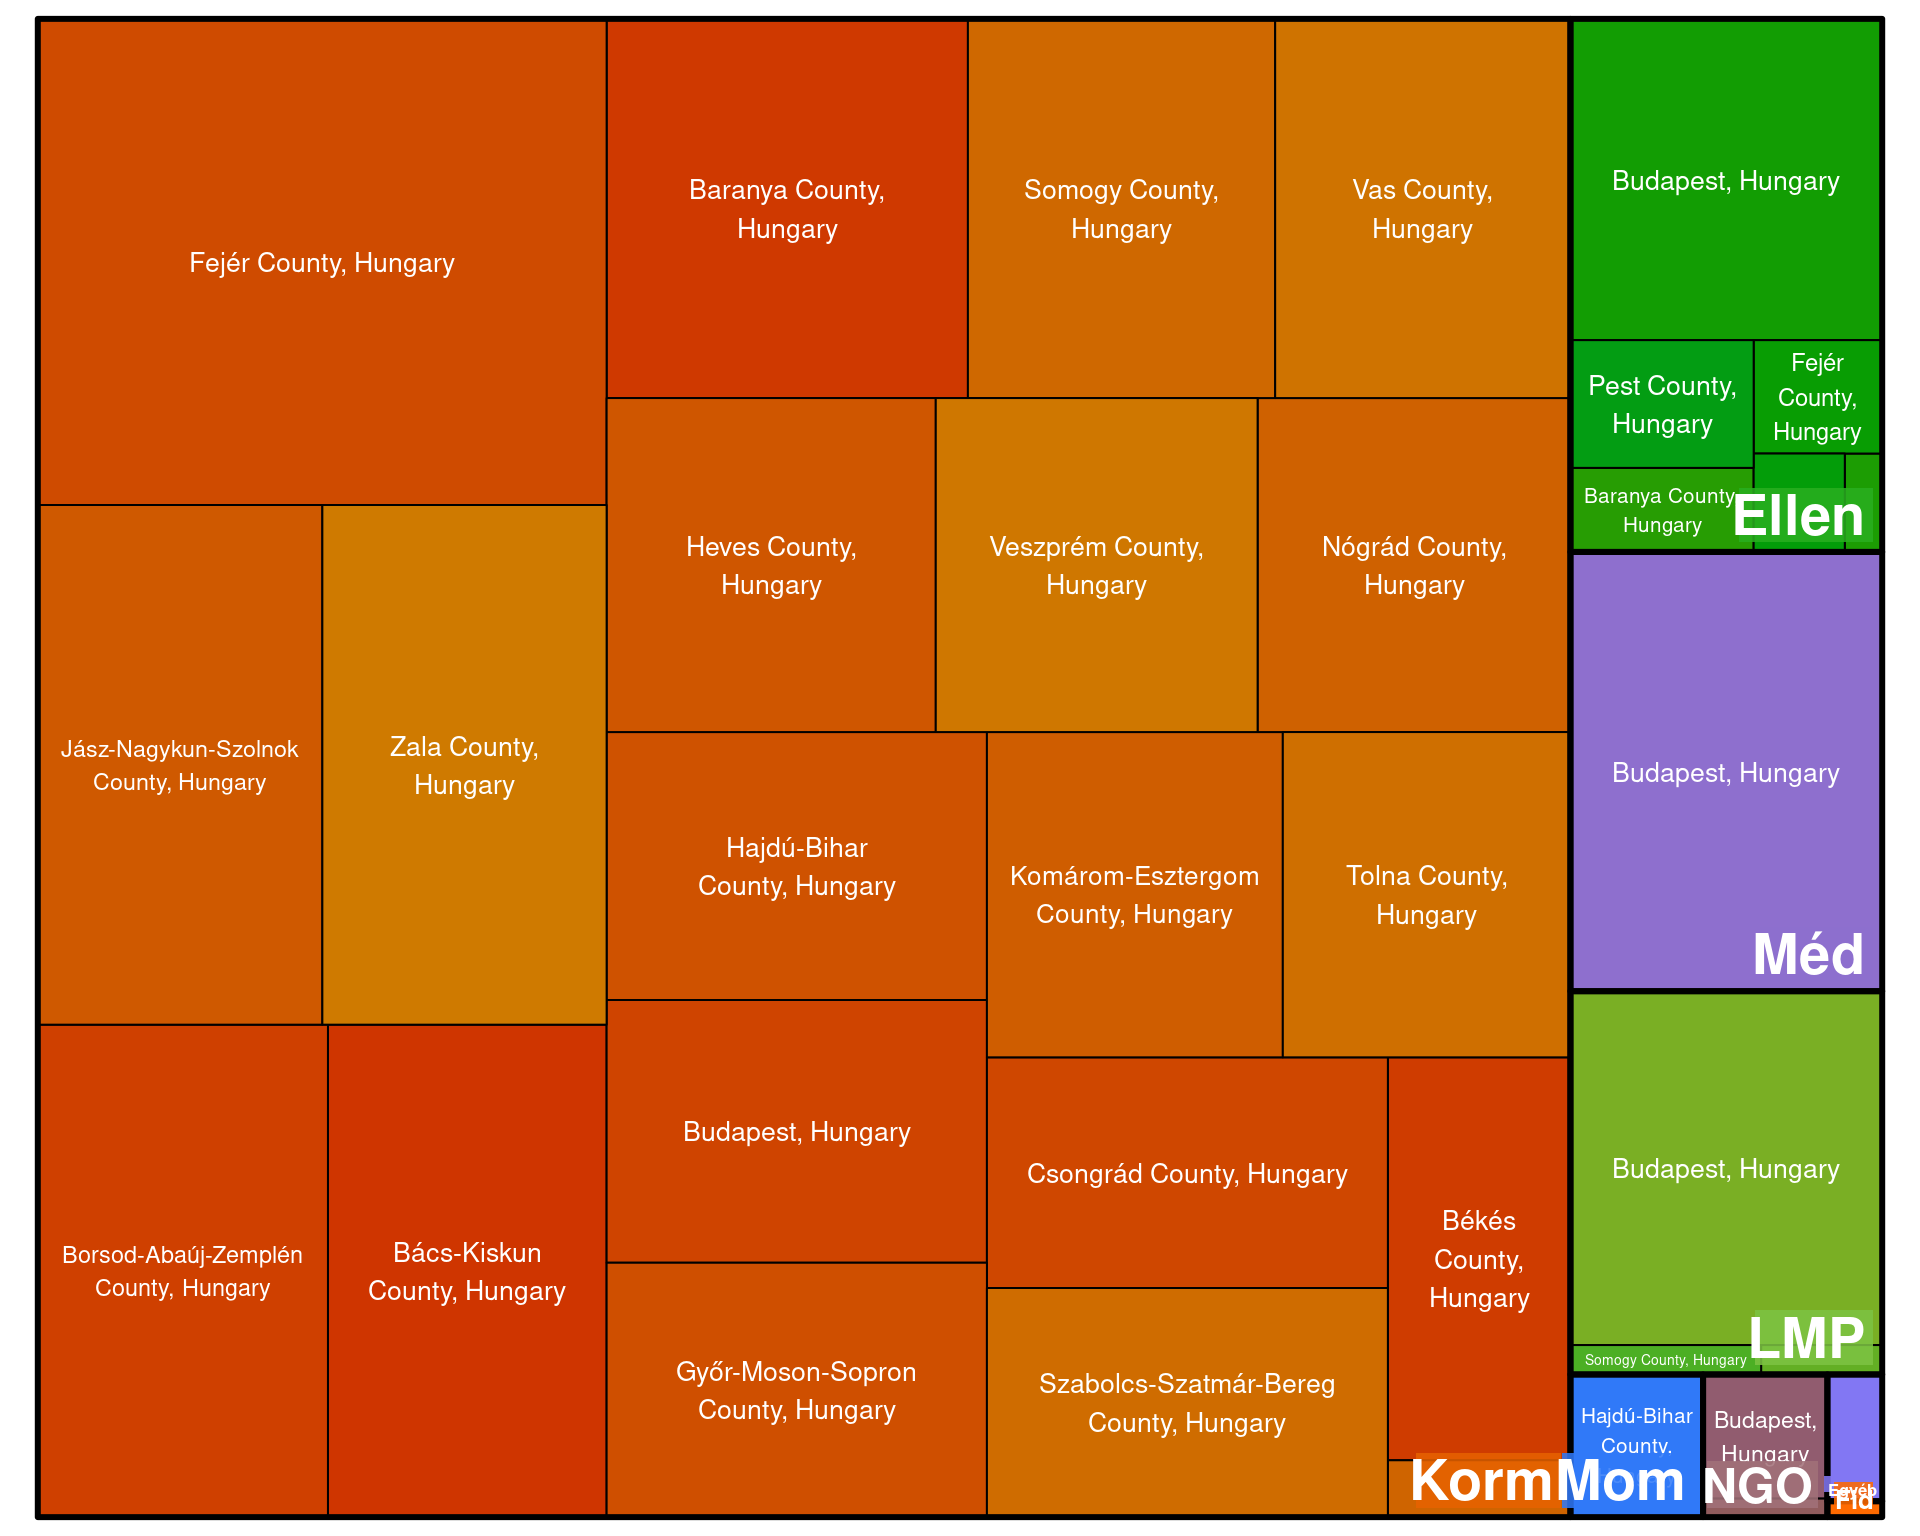 Fejér County, Hungary
Baranya County,
Hungary
Somogy County,
Hungary
Vas County,
Hungary
Jász-Nagykun-Szolnok
County, Hungary
Zala County,
Hungary
Heves County,
Hungary
Veszprém County,
Hungary
Nógrád County,
Hungary
Hajdú-Bihar
County, Hungary
Komárom-Esztergom
County, Hungary
Tolna County,
Hungary
Borsod-Abaúj-Zemplén
County, Hungary
Bács-Kiskun
County, Hungary
Budapest, Hungary
Csongrád County, Hungary
Békés
County,
Hungary
Győr-Moson-Sopron
County, Hungary
Szabolcs-Szatmár-Bereg
County, Hungary
Korm
Budapest, Hungary
Pest County,
Hungary
Fejér
County,
Hungary
Baranya County
Hungary
Ellen
Budapest, Hungary
Méd
Budapest, Hungary
Somogy County, Hungary
LMP
Hajdú-Bihar
County.
Mom
Budapest,
Hungary
NGO
Egyéb
Fid